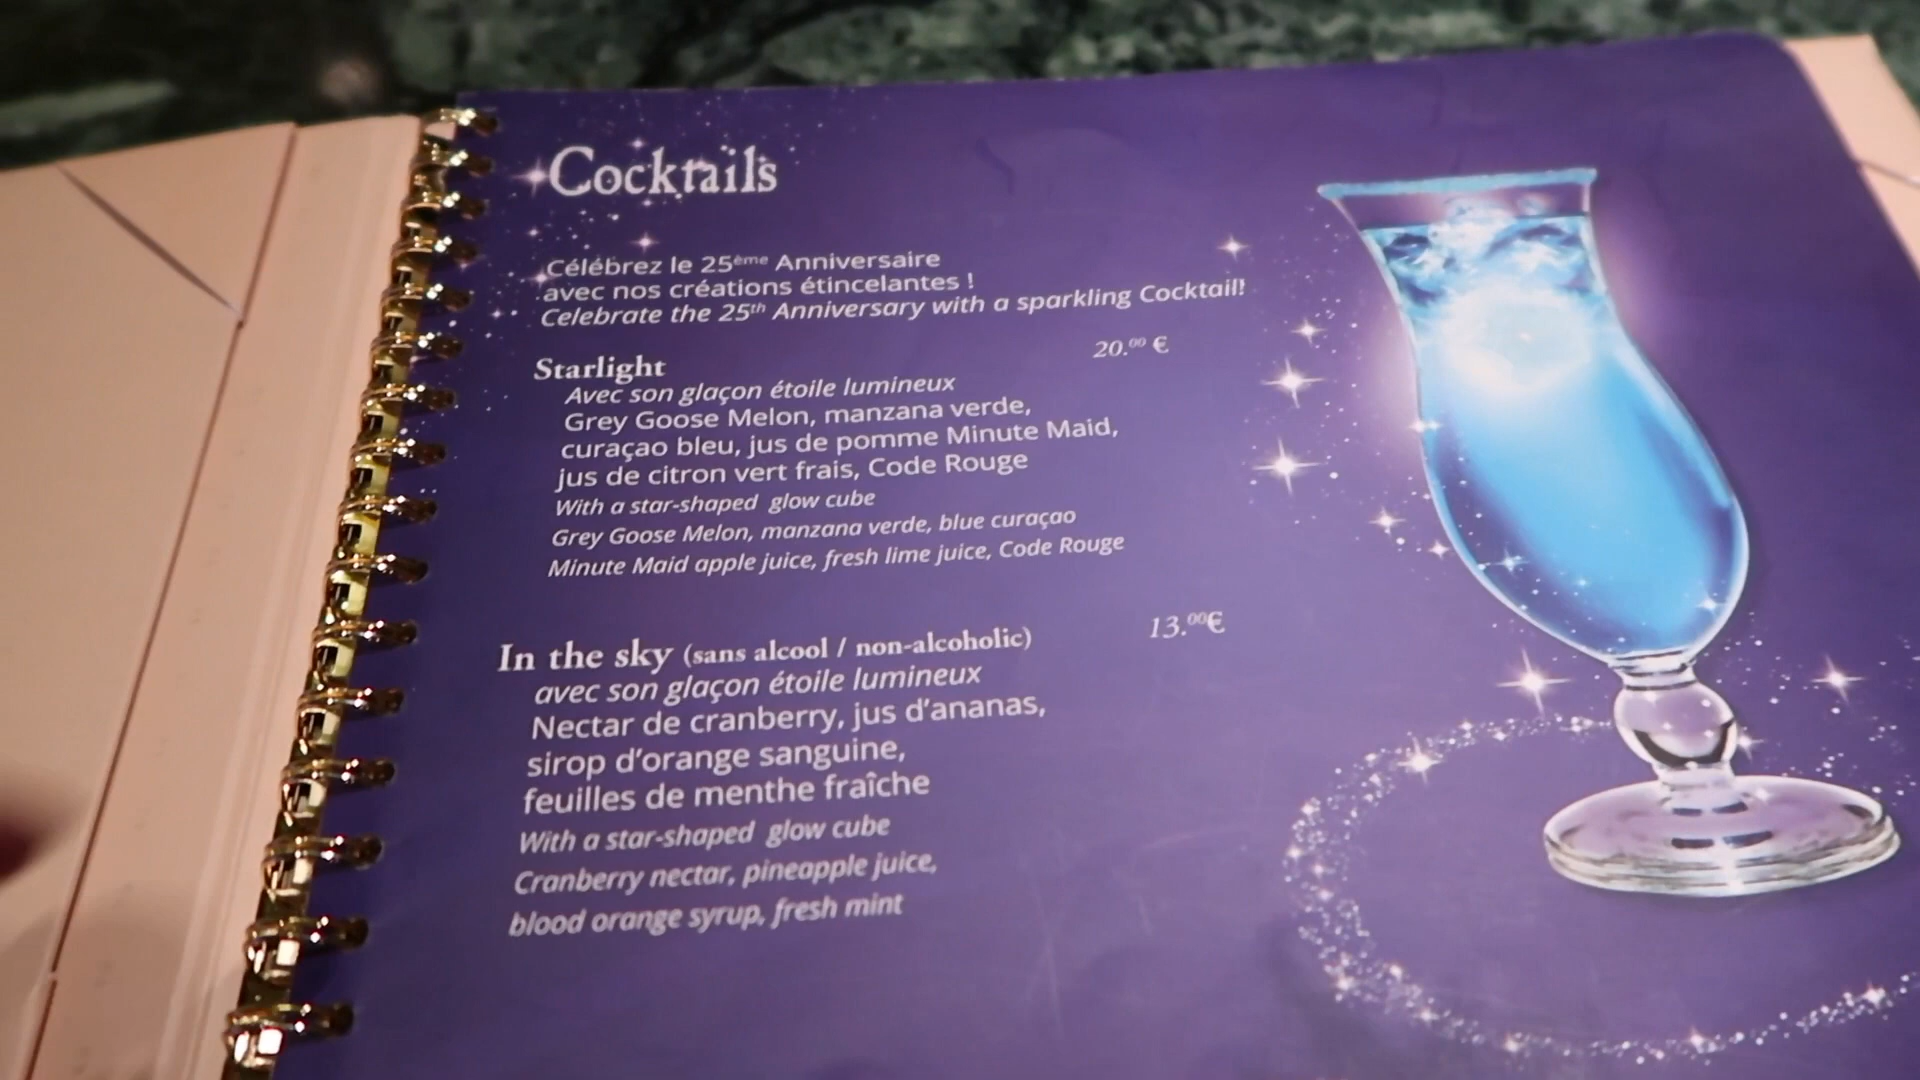 Cocktails
Célébrez le 25ème Anniversaire
avec nos créations étincelantes !
Celebrate the 25th Anniversary with a sparkling Cocktail!
Starlight 20.00 €
Avec son glaçon étoile lumineux
Grey Goose Melon, manzana verde,
curaçao bleu, jus de pomme Minute Maid,
jus de citron vert frais, Code Rouge
With a star-shaped glow cube
Grey Goose Melon, manzana verde, blue curaçao
Minute Maid apple juice, fresh lime juice, Code Rouge
In the sky (sans alcool / non-alcoholic) 13.00€
avec son glaçon étoile lumineux
Nectar de cranberry, jus d'ananas,
sirop d'orange sanguine,
feuilles de menthe fraîche
With a star-shaped glow cube
Cranberry nectar, pineapple juice,
blood orange syrup, fresh mint